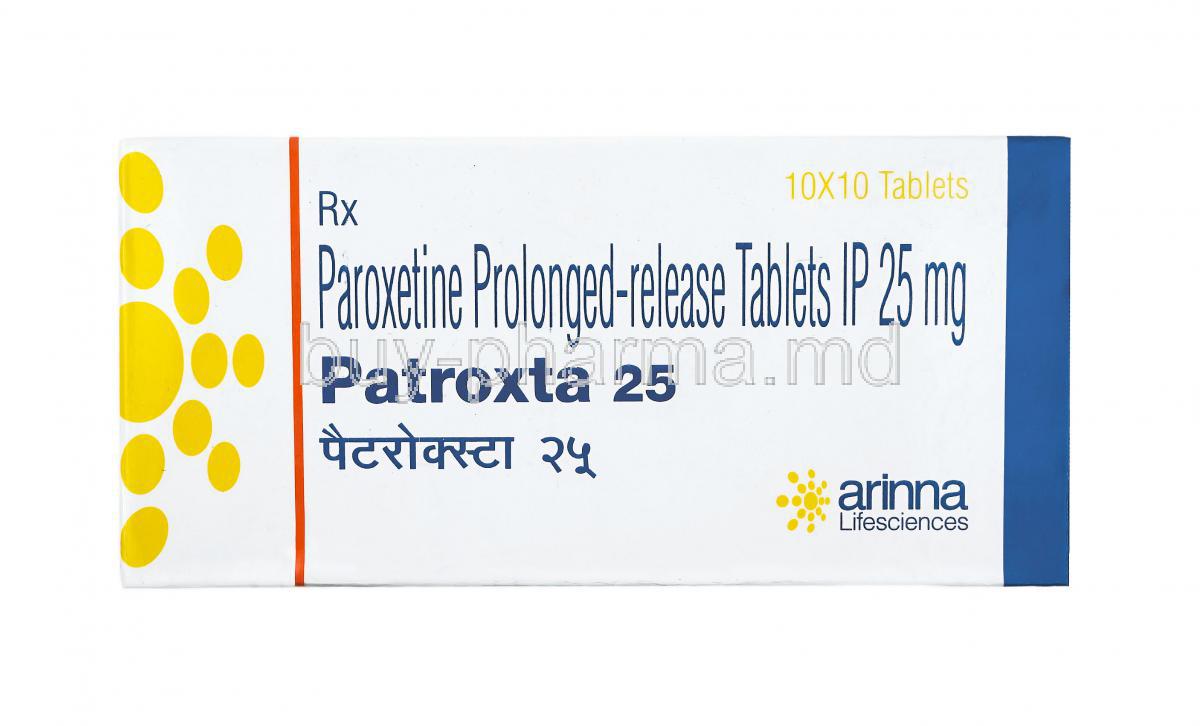 10X10 Tablets
Rx
Paroxetine Prolonged-release Tablets IP 25 mg
buy-pharma.md
Patroxta 25
पैटरोक्स्टा २५
arinna
Lifesciences